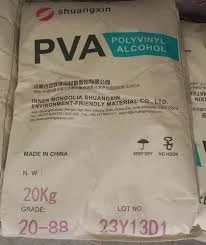 shuangxin
PVA
POLYVINYL
ALCOHOL
INNER MONGOLIA SHUANGXIN
ENVIRONMENT-FRIENDLY MATERIAL CO., LTD.
MADE IN CHINA
KEEP DRY
NO HOOK
N. W.
20Kg
GRADE:
LOT NO.
20-88
23Y13D1